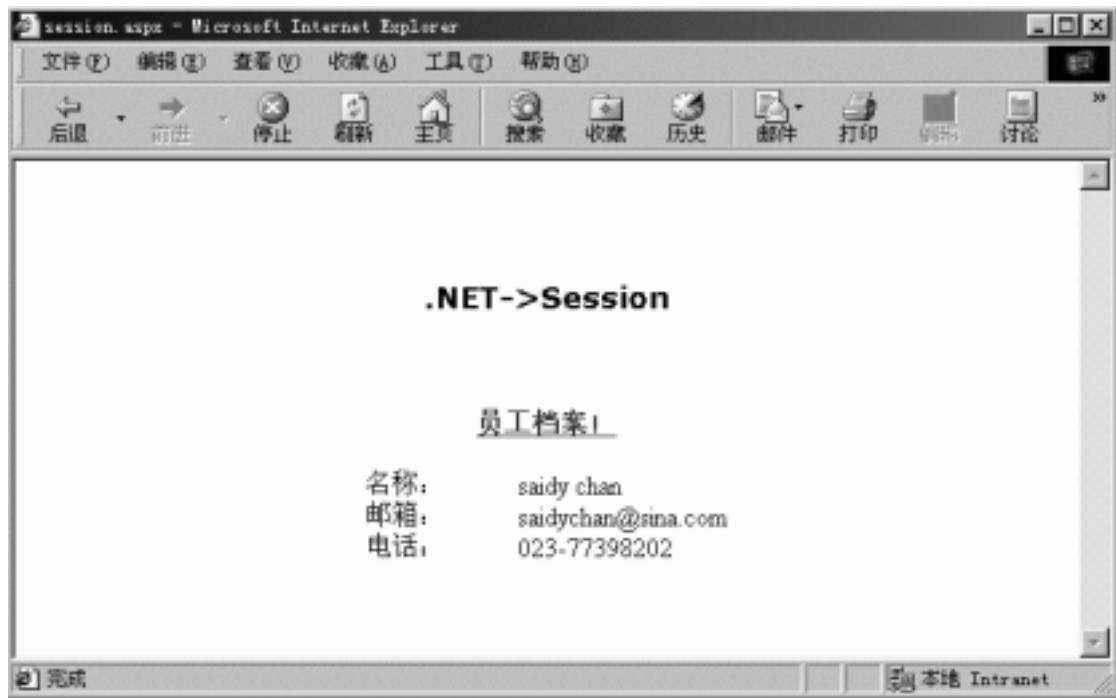 session.aspx - Microsoft Internet Explorer
文件(F) 编辑(E) 查看(V) 收藏(A) 工具(T) 帮助(H)
后退 前进 停止 刷新 主页 搜索 收藏 历史 邮件 打印 编辑 讨论 »
.NET->Session
员工档案！
名称： saidy chan
邮箱： saidychan@sina.com
电话： 023-77398202
完成 本地 Intranet